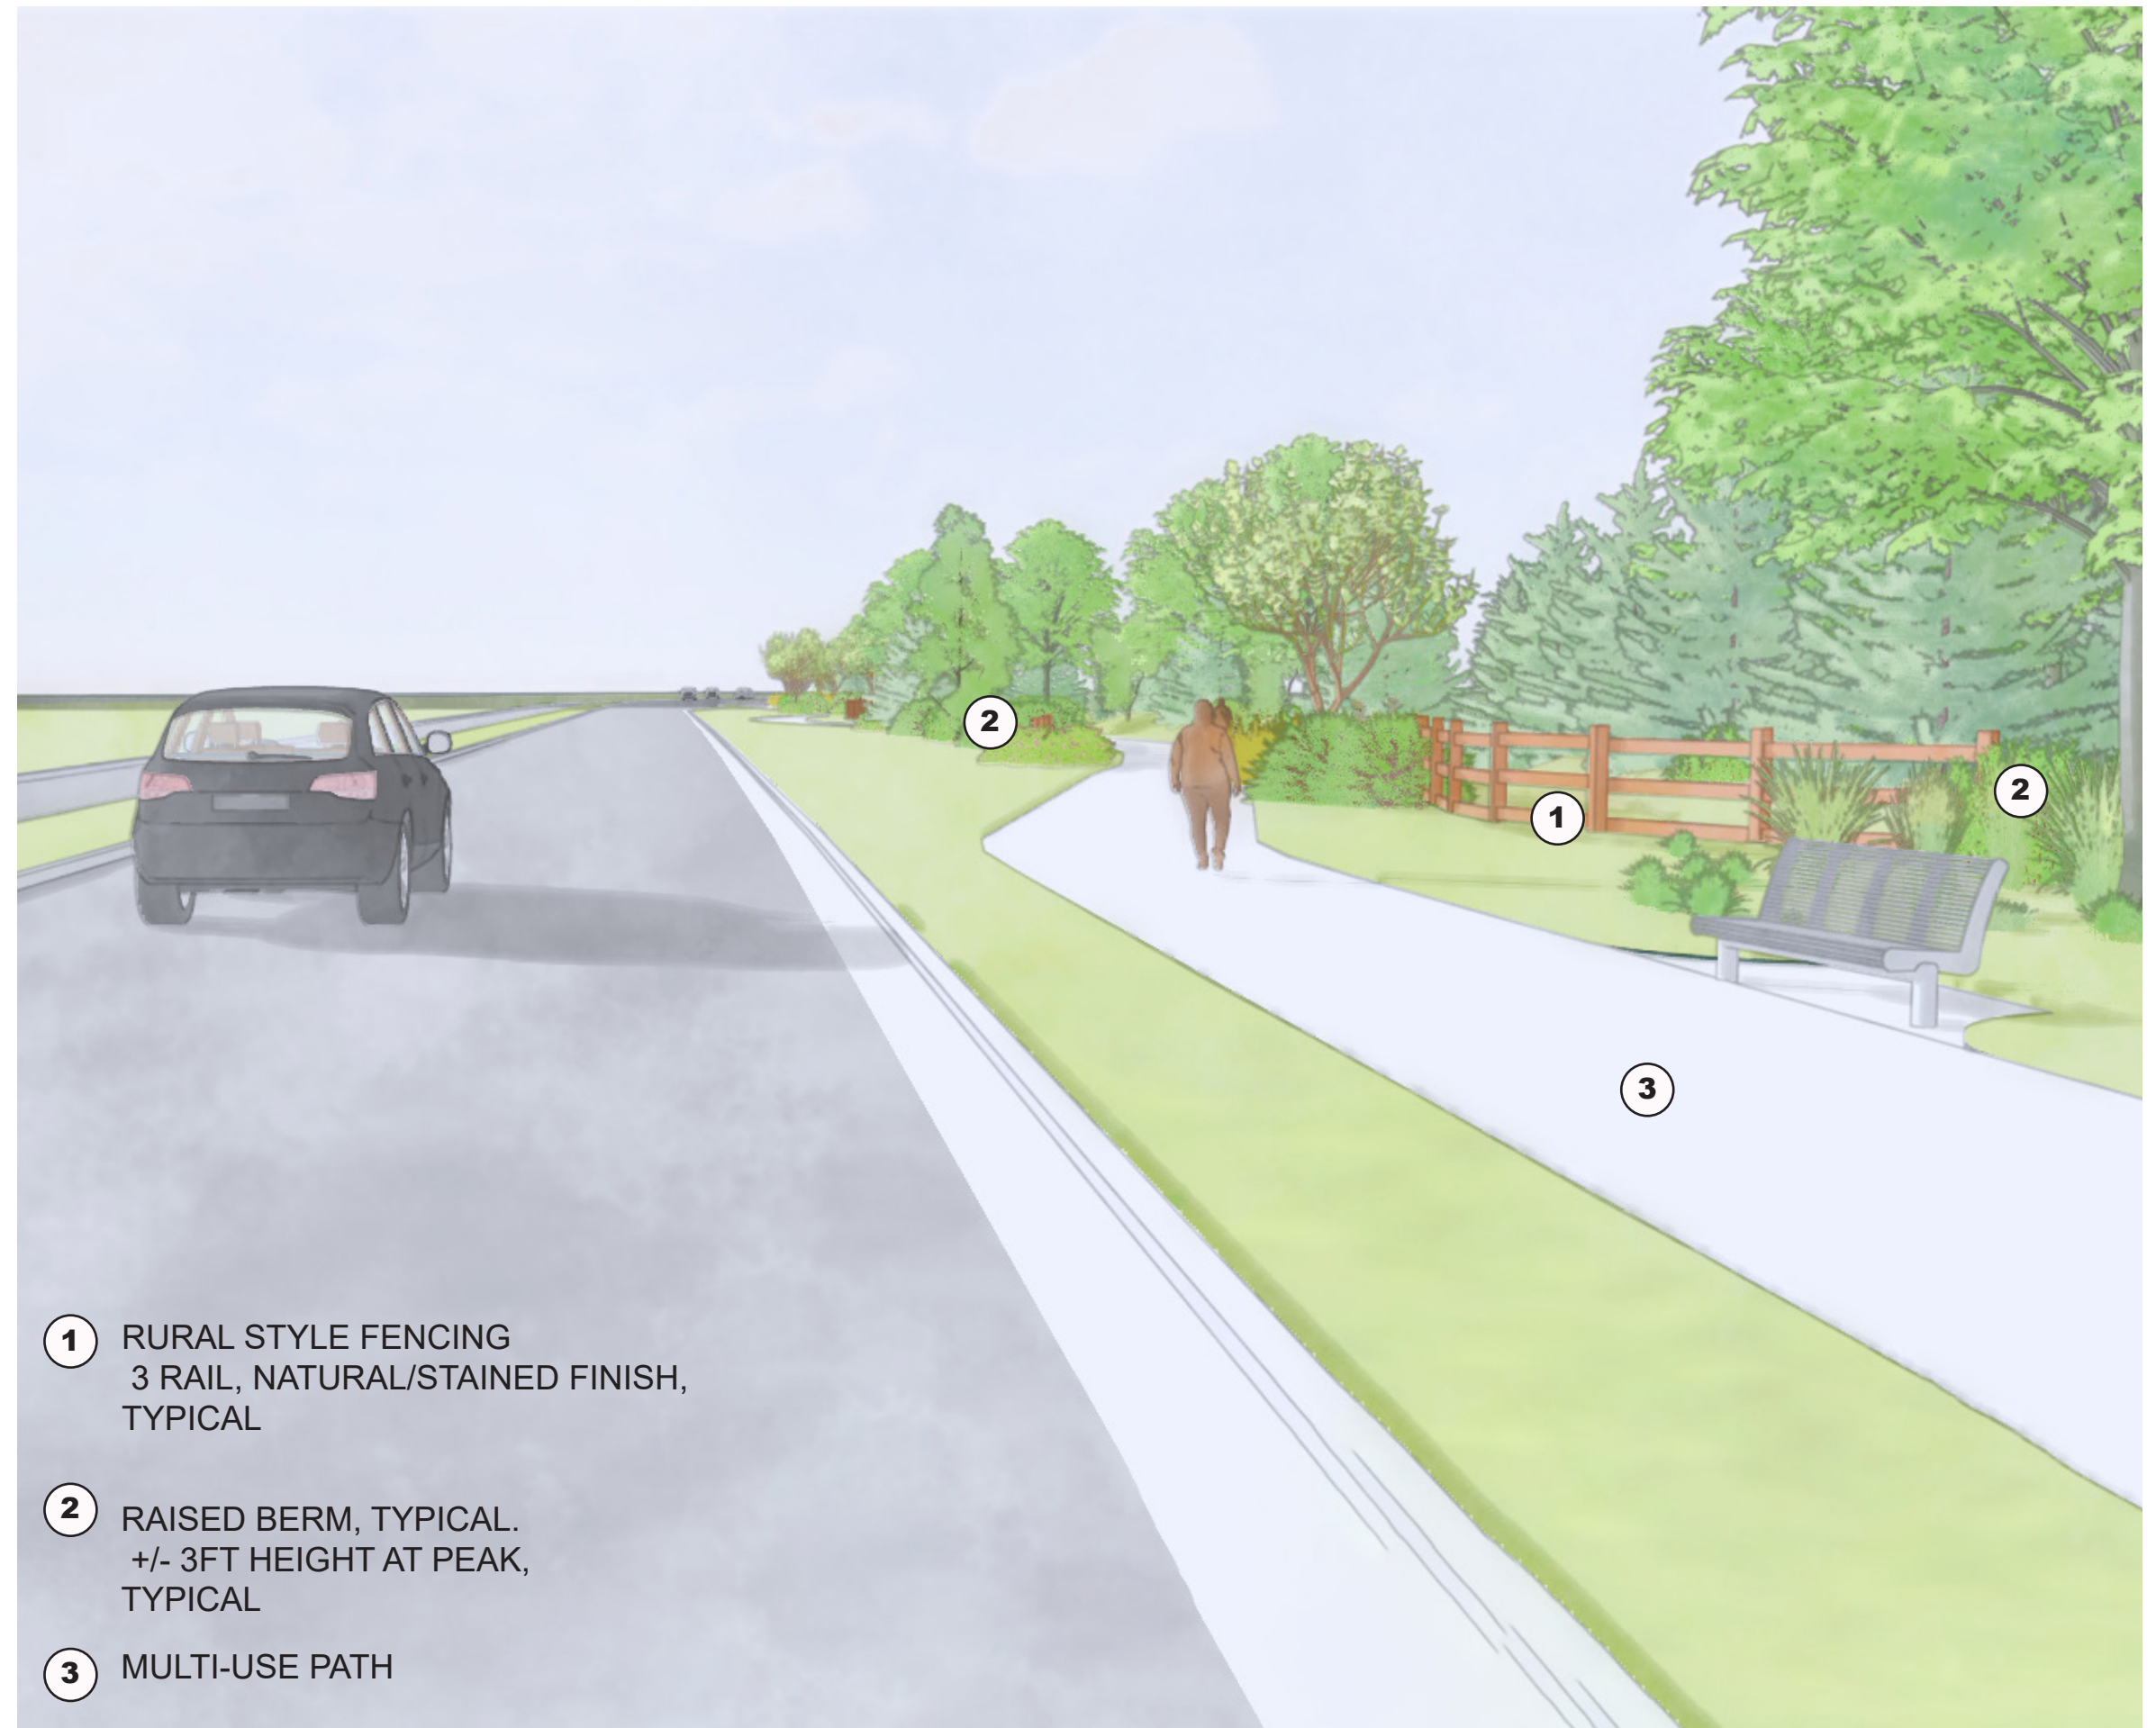 2
1
2
3
1 RURAL STYLE FENCING
3 RAIL, NATURAL/STAINED FINISH,
TYPICAL
2 RAISED BERM, TYPICAL.
+/- 3FT HEIGHT AT PEAK,
TYPICAL
3 MULTI-USE PATH